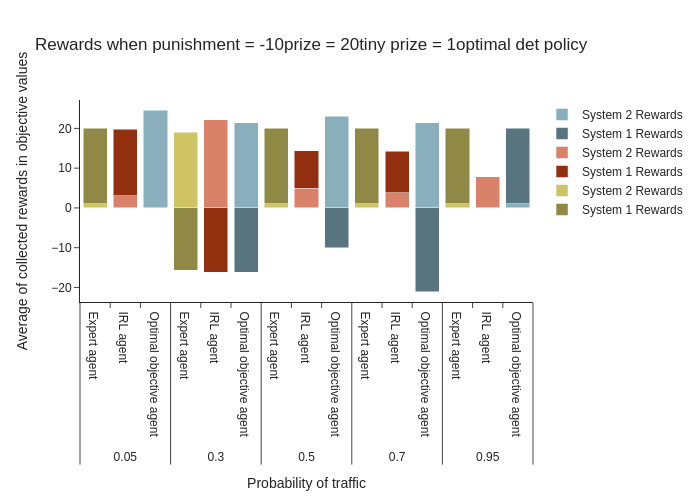 Rewards when punishment = -10prize = 20tiny prize = 1optimal det policy
Average of collected rewards in objective values
20
10
0
−10
−20
System 2 Rewards
System 1 Rewards
System 2 Rewards
System 1 Rewards
System 2 Rewards
System 1 Rewards
Expert agent
IRL agent
Optimal objective agent
Expert agent
IRL agent
Optimal objective agent
Expert agent
IRL agent
Optimal objective agent
Expert agent
IRL agent
Optimal objective agent
Expert agent
IRL agent
Optimal objective agent
0.05
0.3
0.5
0.7
0.95
Probability of traffic